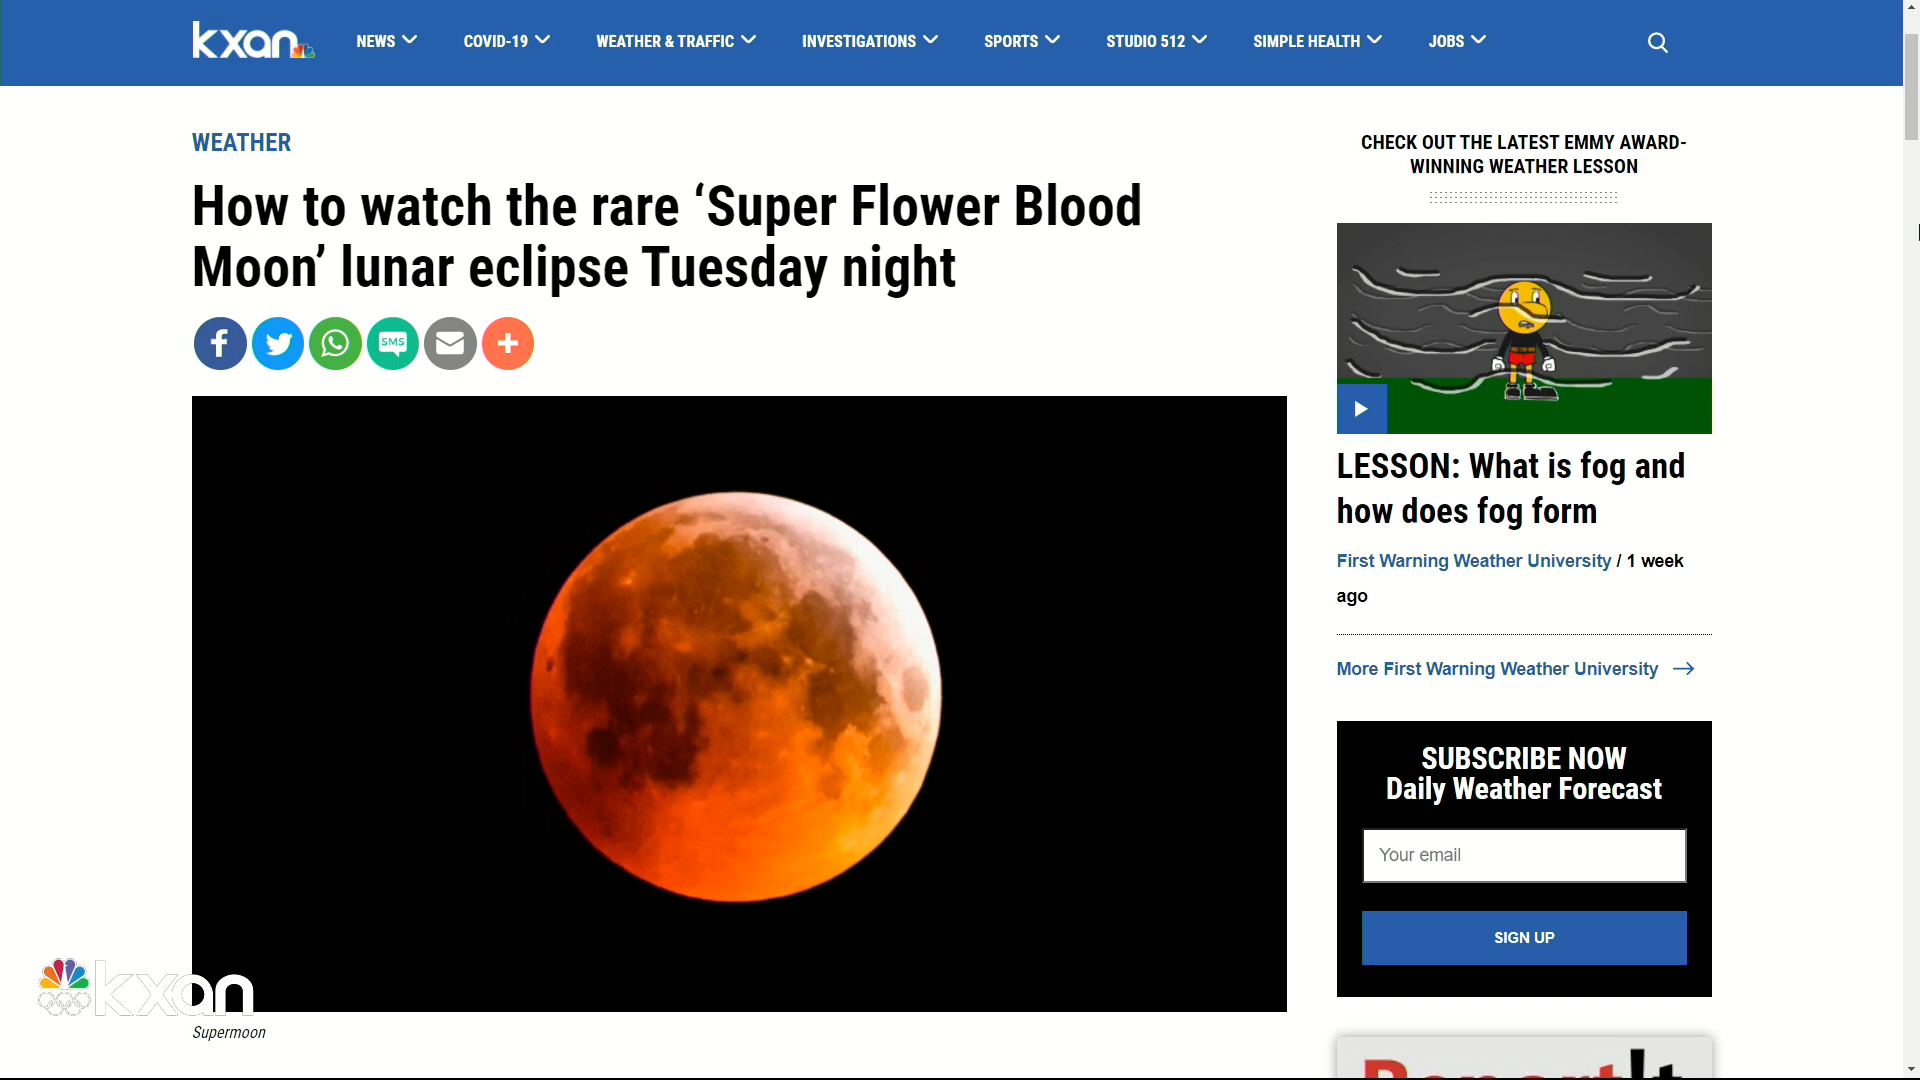 kxan
NEWS
COVID-19
WEATHER & TRAFFIC
INVESTIGATIONS
SPORTS
STUDIO 512
SIMPLE HEALTH
JOBS
WEATHER
How to watch the rare ‘Super Flower Blood
Moon’ lunar eclipse Tuesday night
SMS
Supermoon
CHECK OUT THE LATEST EMMY AWARD-
WINNING WEATHER LESSON
LESSON: What is fog and
how does fog form
First Warning Weather University / 1 week
ago
More First Warning Weather University
SUBSCRIBE NOW
Daily Weather Forecast
Your email
SIGN UP
kxan